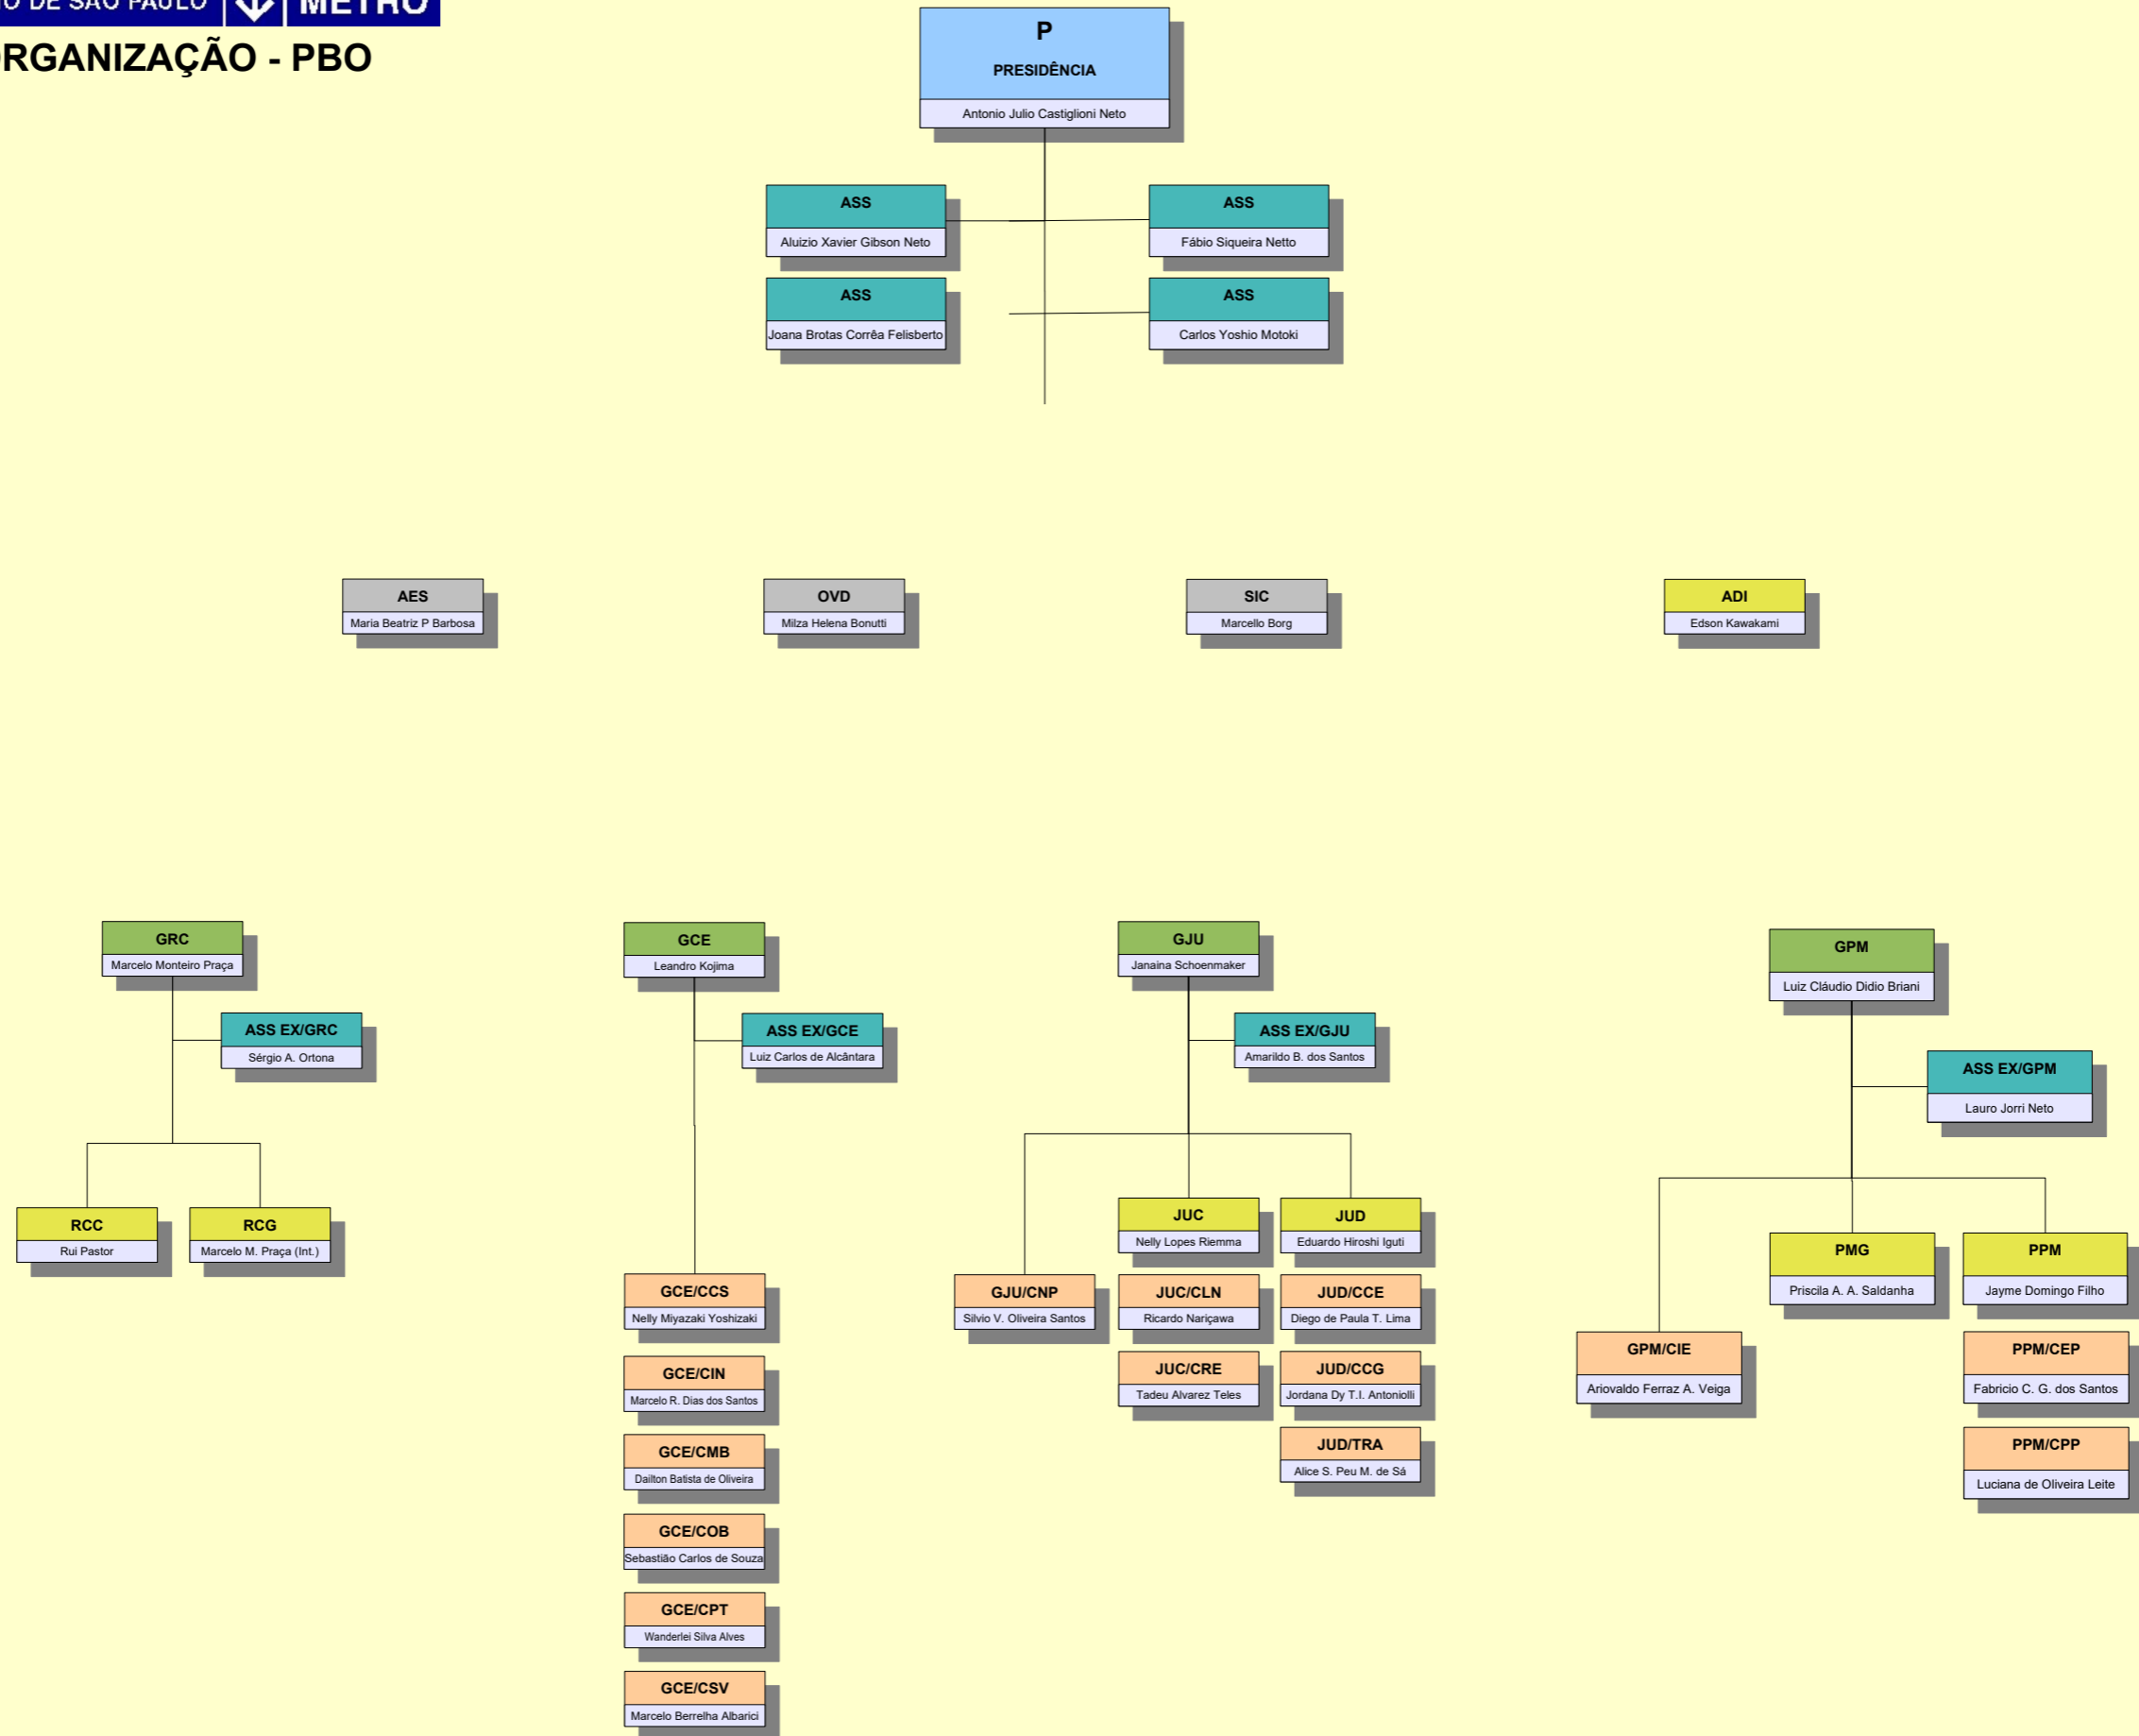 DE SÃO PAULO METRÔ
ORGANIZAÇÃO - PBO
P
PRESIDÊNCIA
Antonio Julio Castiglioni Neto
ASS
Aluizio Xavier Gibson Neto
ASS
Fábio Siqueira Netto
ASS
Joana Brotas Corrêa Felisberto
ASS
Carlos Yoshio Motoki
AES
Maria Beatriz P Barbosa
OVD
Milza Helena Bonutti
SIC
Marcello Borg
ADI
Edson Kawakami
GRC
Marcelo Monteiro Praça
ASS EX/GRC
Sérgio A. Ortona
RCC
Rui Pastor
RCG
Marcelo M. Praça (Int.)
GCE
Leandro Kojima
ASS EX/GCE
Luiz Carlos de Alcântara
GCE/CCS
Nelly Miyazaki Yoshizaki
GCE/CIN
Marcelo R. Dias dos Santos
GCE/CMB
Dailton Batista de Oliveira
GCE/COB
Sebastião Carlos de Souza
GCE/CPT
Wanderlei Silva Alves
GCE/CSV
Marcelo Berrelha Albarici
GJU
Janaina Schoenmaker
ASS EX/GJU
Amarildo B. dos Santos
GJU/CNP
Silvio V. Oliveira Santos
JUC
Nelly Lopes Riemma
JUC/CLN
Ricardo Nariçawa
JUC/CRE
Tadeu Alvarez Teles
JUD
Eduardo Hiroshi Iguti
JUD/CCE
Diego de Paula T. Lima
JUD/CCG
Jordana Dy T.I. Antoniolli
JUD/TRA
Alice S. Peu M. de Sá
GPM
Luiz Cláudio Didio Briani
ASS EX/GPM
Lauro Jorri Neto
GPM/CIE
Ariovaldo Ferraz A. Veiga
PMG
Priscila A. A. Saldanha
PPM
Jayme Domingo Filho
PPM/CEP
Fabricio C. G. dos Santos
PPM/CPP
Luciana de Oliveira Leite